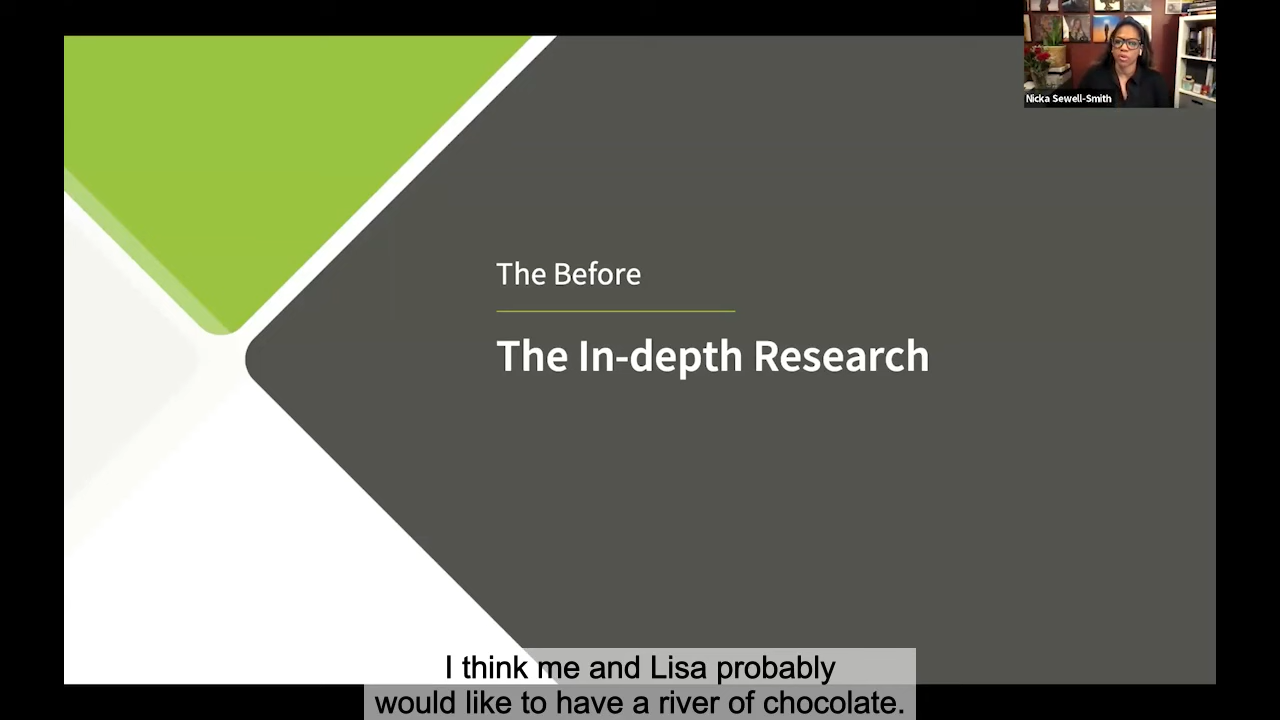 Nicka Sewell-Smith
The Before
The In-depth Research
I think me and Lisa probably
would like to have a river of chocolate.